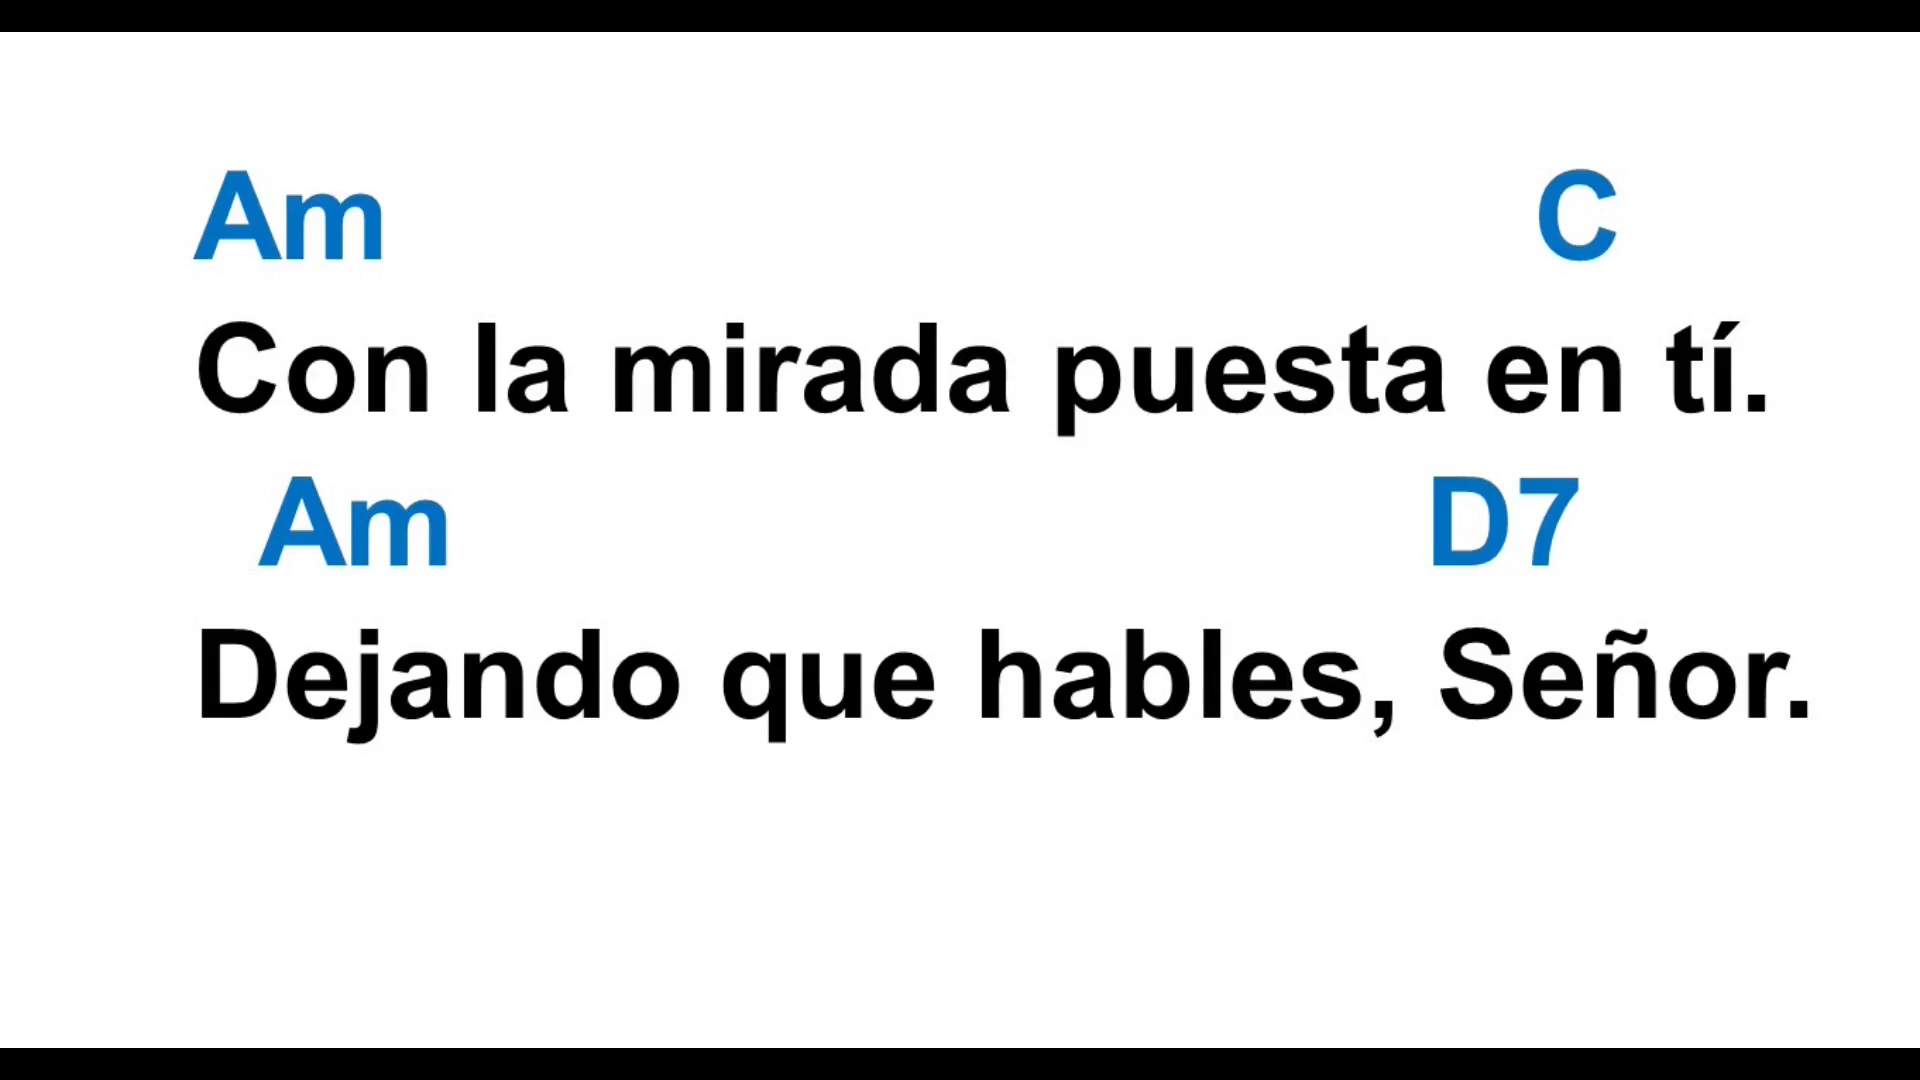 Am C
Con la mirada puesta en tí.
Am D7
Dejando que hables, Señor.